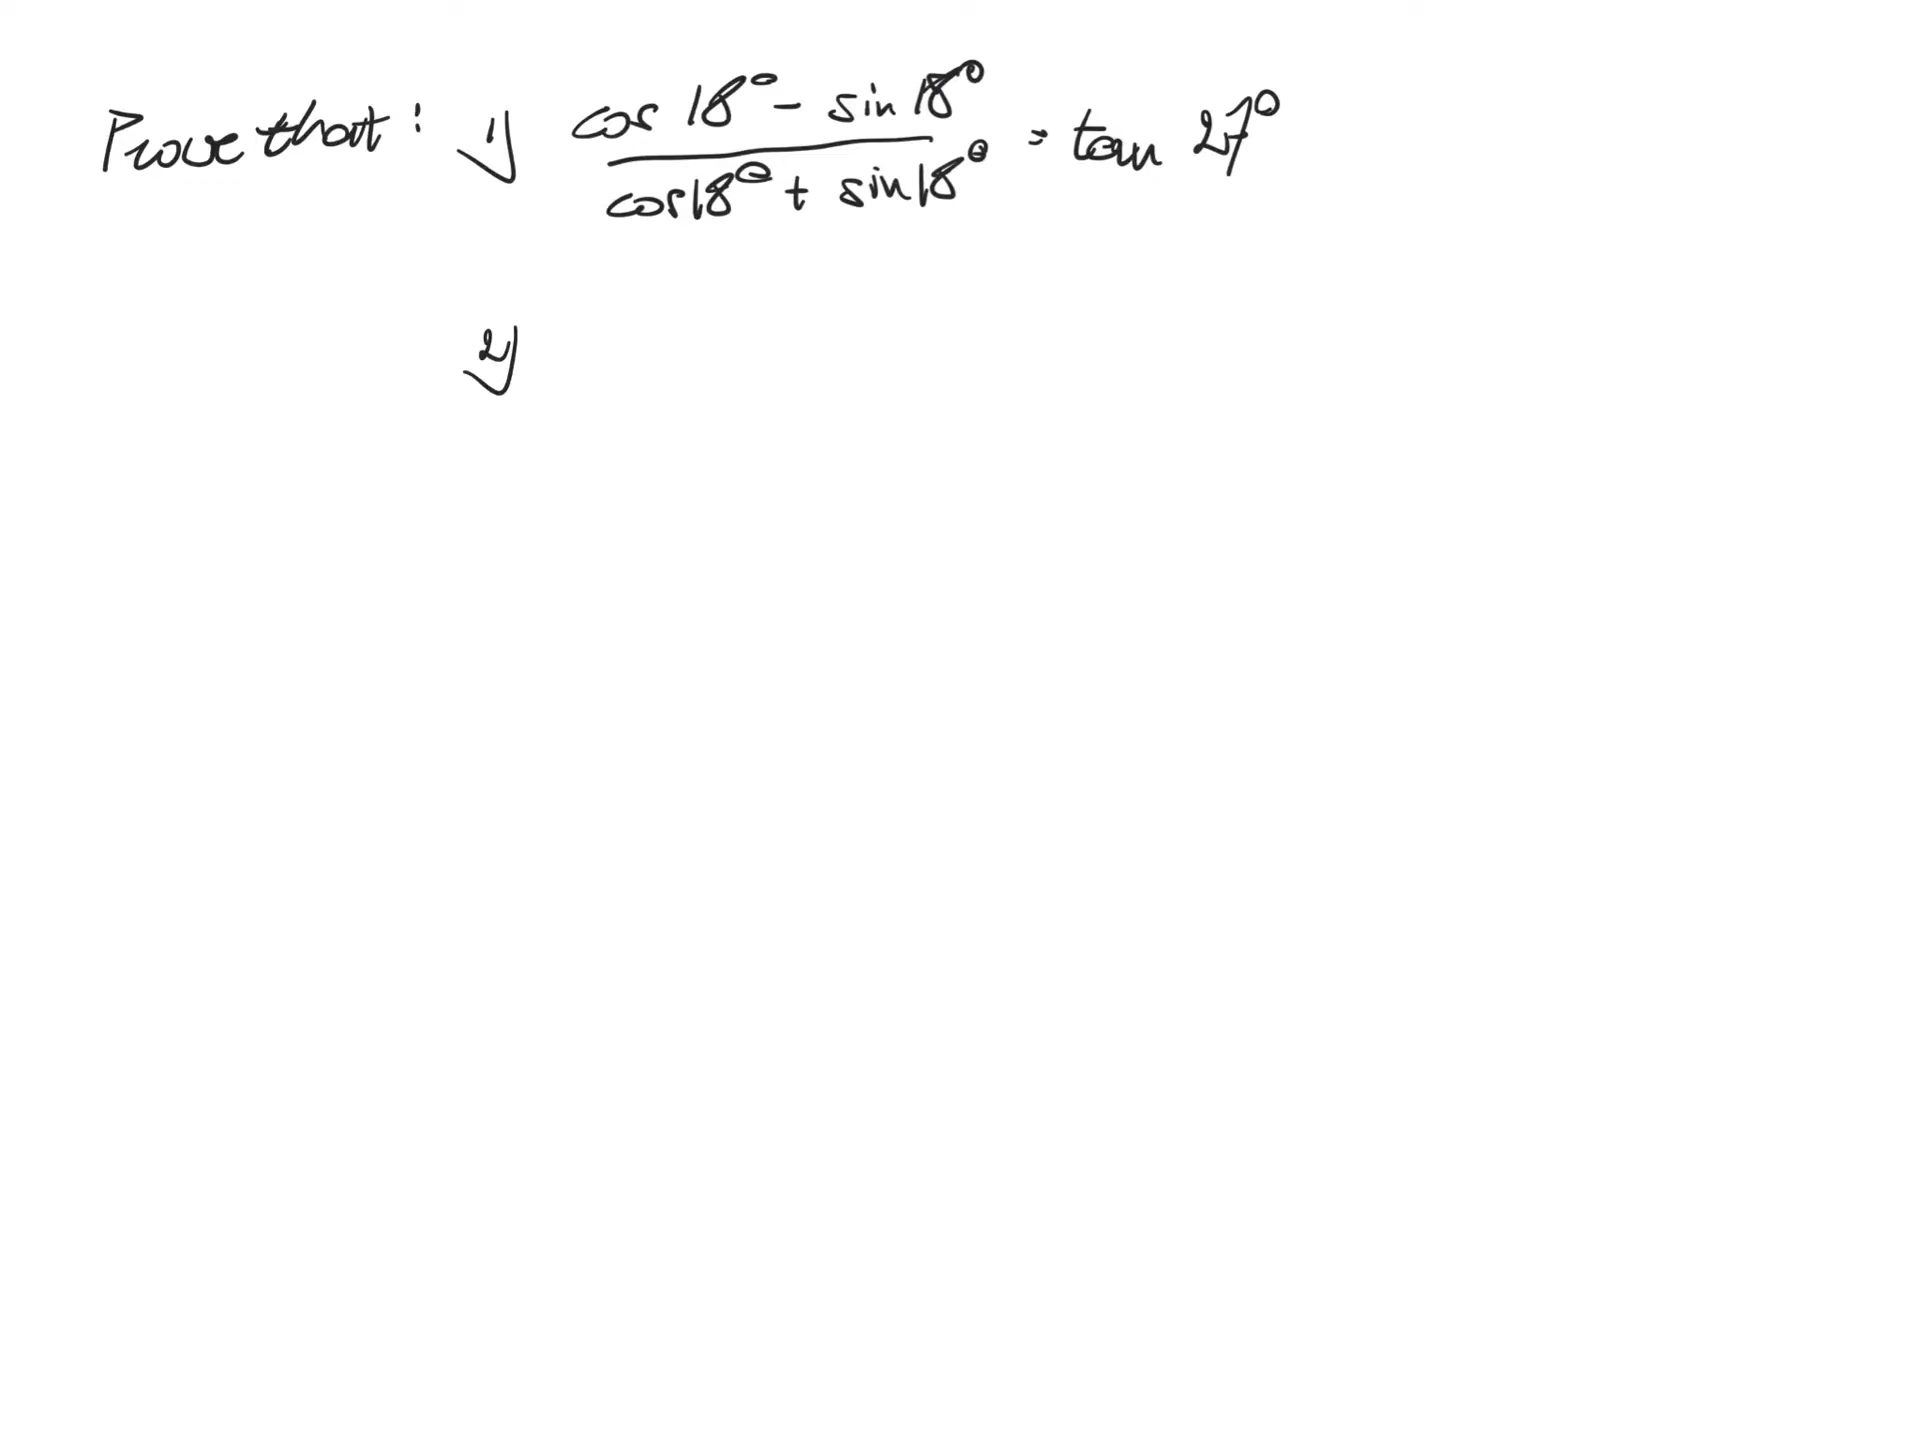 Prove that : 1) cos 18° - sin 18° / cos 18° + sin 18° = tan 27°
2)